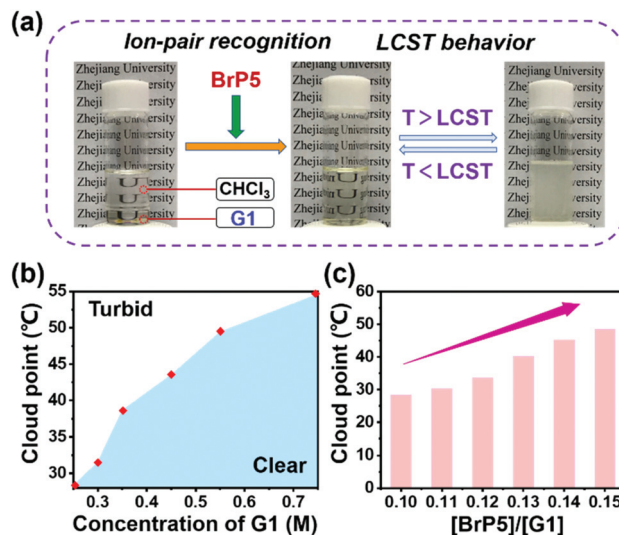 (a)
Ion-pair recognition
LCST behavior
Zhejiang University
BrP5
CHCl3
G1
T>LCST
T<LCST
(b)
Cloud point (℃)
55
50
45
40
35
30
Turbid
Clear
0.3 0.4 0.5 0.6 0.7
Concentration of G1 (M)
(c)
Cloud point (℃)
60
50
40
30
20
10
0
0.10 0.11 0.12 0.13 0.14 0.15
[BrP5]/[G1]